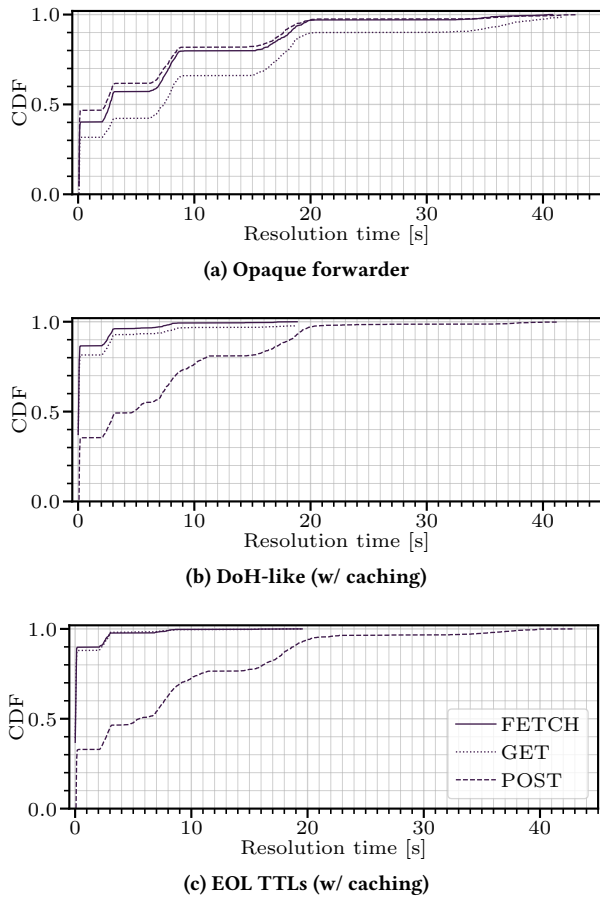 1.0
0.5
0.0
CDF
0
10
20
30
40
Resolution time [s]
(a) Opaque forwarder
1.0
0.5
0.0
CDF
0
10
20
30
40
Resolution time [s]
(b) DoH-like (w/ caching)
1.0
0.5
0.0
CDF
FETCH
GET
POST
0
10
20
30
40
Resolution time [s]
(c) EOL TTLs (w/ caching)